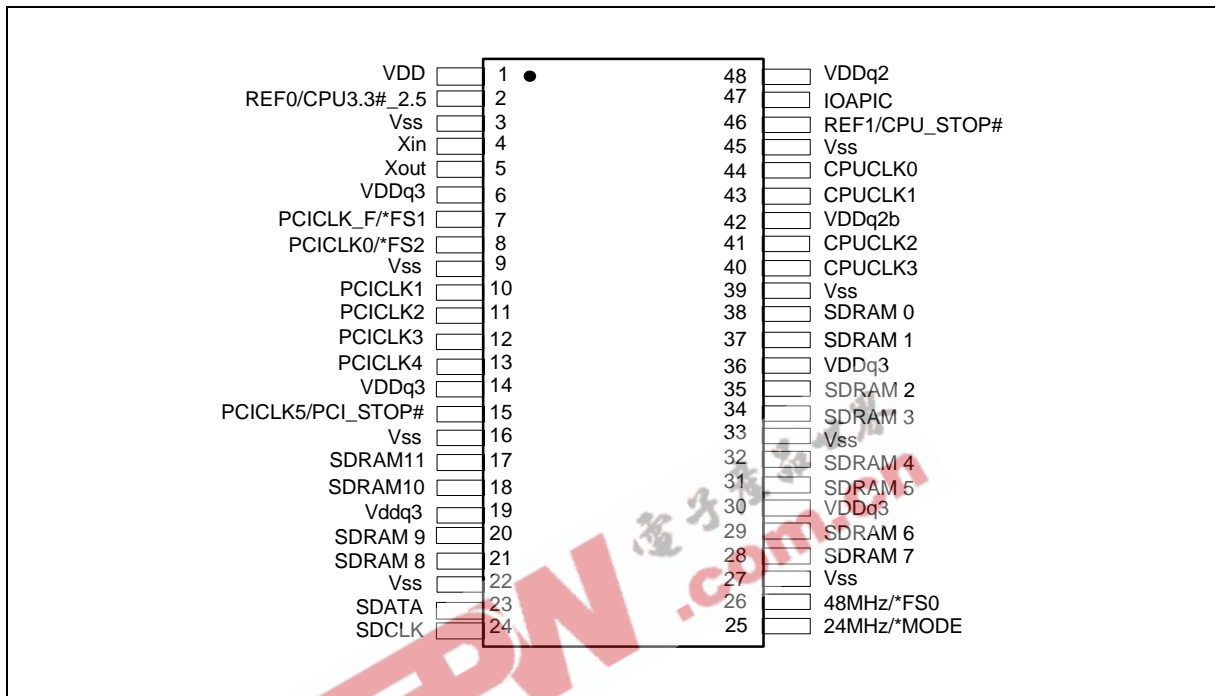 VDD 1 48 VDDq2
REF0/CPU3.3#_2.5 2 47 IOAPIC
Vss 3 46 REF1/CPU_STOP#
Xin 4 45 Vss
Xout 5 44 CPUCLK0
VDDq3 6 43 CPUCLK1
PCICLK_F/*FS1 7 42 VDDq2b
PCICLK0/*FS2 8 41 CPUCLK2
Vss 9 40 CPUCLK3
PCICLK1 10 39 Vss
PCICLK2 11 38 SDRAM 0
PCICLK3 12 37 SDRAM 1
PCICLK4 13 36 VDDq3
VDDq3 14 35 SDRAM 2
PCICLK5/PCI_STOP# 15 34 SDRAM 3
Vss 16 33 Vss
SDRAM11 17 32 SDRAM 4
SDRAM10 18 31 SDRAM 5
Vddq3 19 30 VDDq3
SDRAM 9 20 29 SDRAM 6
SDRAM 8 21 28 SDRAM 7
Vss 22 27 Vss
SDATA 23 26 48MHz/*FS0
SDCLK 24 25 24MHz/*MODE
電子產品世界
.com.cn